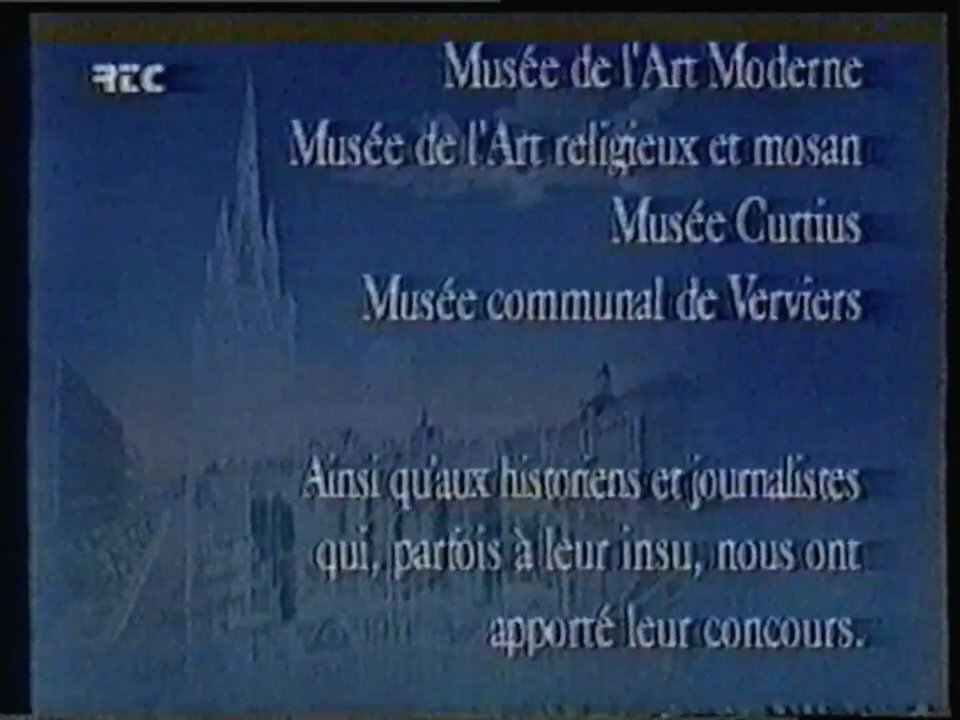 RTC
Musée de l'Art Moderne
Musée de l'Art religieux et mosan
Musée Curtius
Musée communal de Verviers
Ainsi qu'aux historiens et journalistes
qui, parfois à leur insu, nous ont
apporté leur concours.